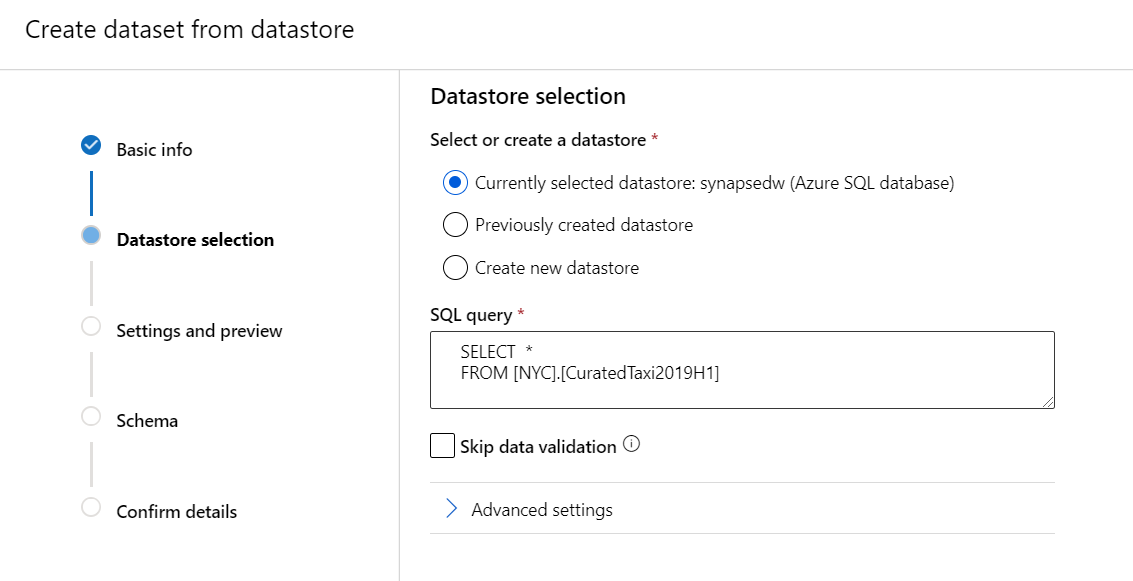 Create dataset from datastore
Basic info
Datastore selection
Settings and preview
Schema
Confirm details
Datastore selection
Select or create a datastore *
Currently selected datastore: synapsedw (Azure SQL database)
Previously created datastore
Create new datastore
SQL query *
SELECT *
FROM [NYC].[CuratedTaxi2019H1]
Skip data validation
Advanced settings